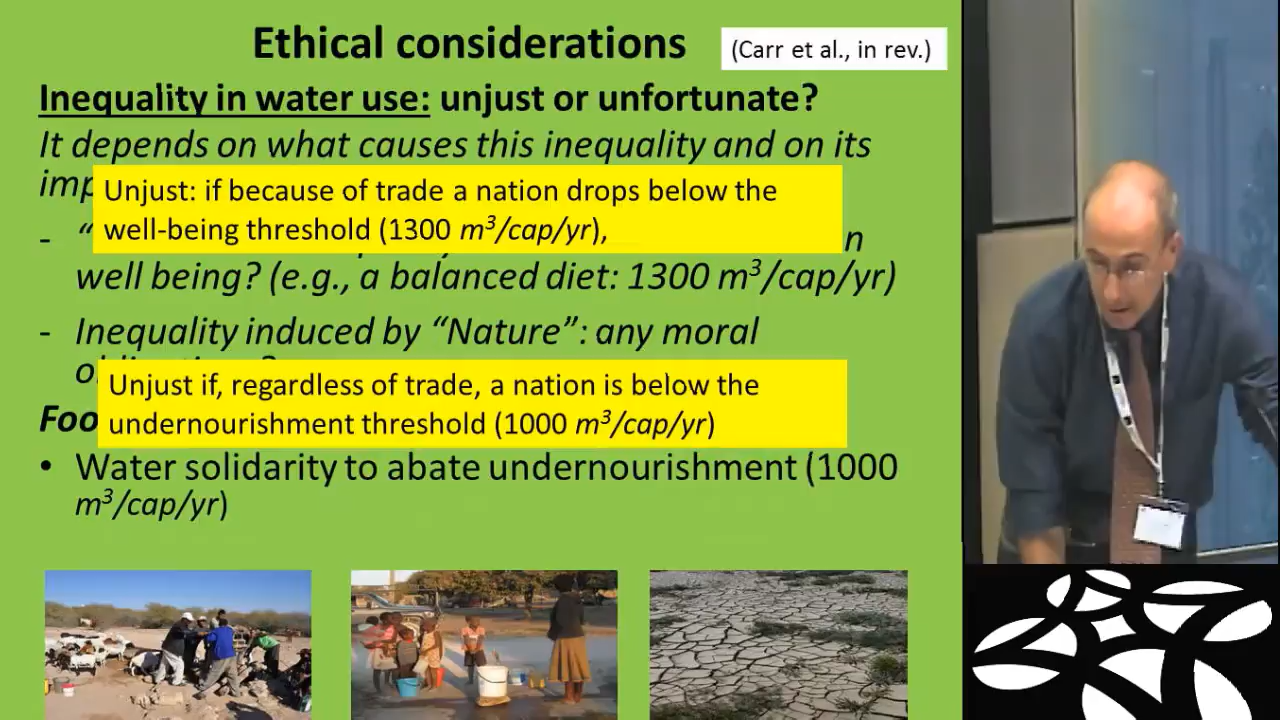 Ethical considerations
(Carr et al., in rev.)
Inequality in water use: unjust or unfortunate?
It depends on what causes this inequality and on its
imp
Unjust: if because of trade a nation drops below the
well-being threshold (1300 m³/cap/yr),
- “
n
well being? (e.g., a balanced diet: 1300 m³/cap/yr)
- Inequality induced by “Nature”: any moral
Unjust if, regardless of trade, a nation is below the
undernourishment threshold (1000 m³/cap/yr)
Foo
• Water solidarity to abate undernourishment (1000
m³/cap/yr)